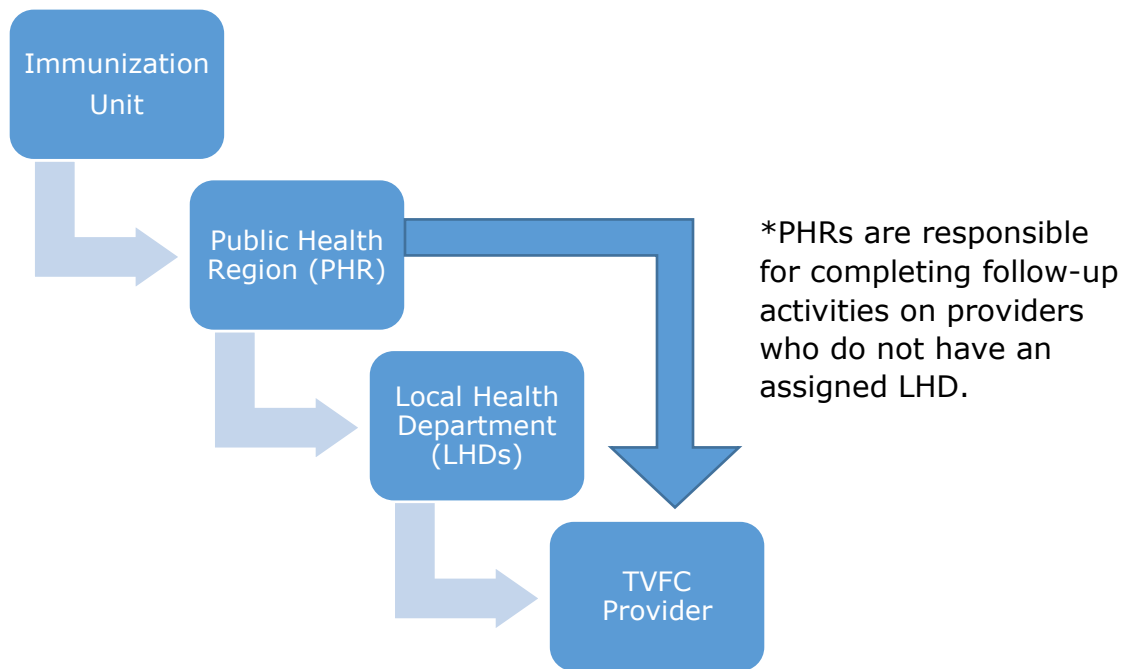 Immunization
Unit
Public Health
Region (PHR)
*PHRs are responsible
for completing follow-up
activities on providers
who do not have an
assigned LHD.
Local Health
Department
(LHDs)
TVFC
Provider